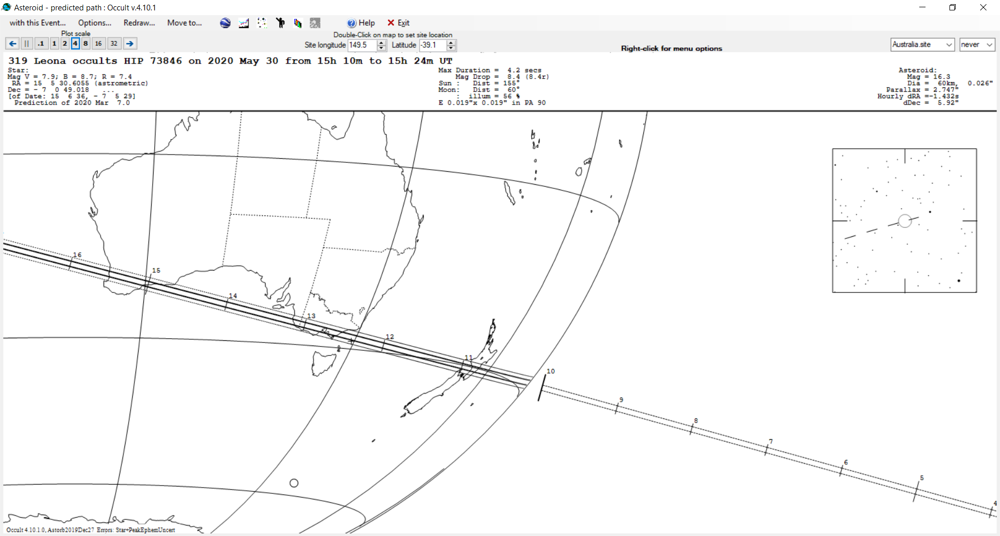 Asteroid - predicted path : Occult v.4.10.1
with this Event... Options... Redraw... Move to... Help Exit
Plot scale
Double-Click on map to set site location
.1 1 2 4 8 16 32
Site longitude 149.5 Latitude -39.1
Right-click for menu options
Australia.site never
319 Leona occults HIP 73846 on 2020 May 30 from 15h 10m to 15h 24m UT
Star:
Mag V = 7.9; B = 8.7; R = 7.4
RA = 15 5 30.6055 (astrometric)
Dec = - 7 0 49.018 ...
[of Date: 15 6 36, - 7 5 29]
Prediction of 2020 Mar 7.0
Max Duration = 4.2 secs
Mag Drop = 8.4 (8.4r)
Sun : Dist = 155°
Moon: Dist = 60°
: illum = 56 %
E 0.019"x 0.019" in PA 90
Asteroid:
Mag = 16.3
Dia = 60km, 0.026"
Parallax = 2.747"
Hourly dRA =-1.432s
dDec = 5.92"
16
15
14
13
12
11
10
9
8
7
6
5
4
Occult 4.10.1.0, Astorb2019Dec27 Errors: Star+PeakEphemUncert